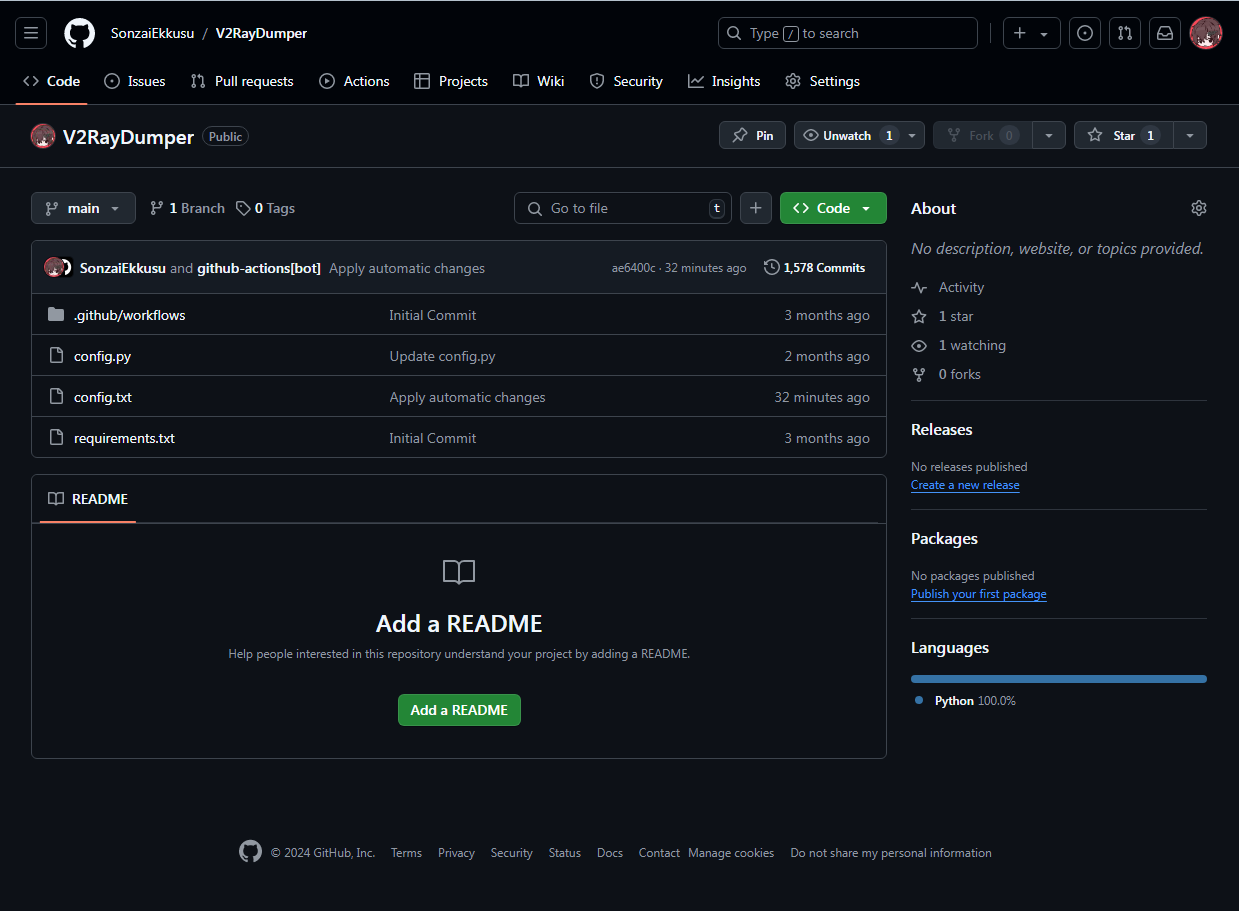 SonzaiEkkusu / V2RayDumper Type / to search
Code Issues Pull requests Actions Projects Wiki Security Insights Settings
V2RayDumper Public Pin Unwatch 1 Fork 0 Star 1
main 1 Branch 0 Tags Go to file t Code
SonzaiEkkusu and github-actions[bot] Apply automatic changes ae6400c · 32 minutes ago 1,578 Commits
.github/workflows Initial Commit 3 months ago
config.py Update config.py 2 months ago
config.txt Apply automatic changes 32 minutes ago
requirements.txt Initial Commit 3 months ago
README
Add a README
Help people interested in this repository understand your project by adding a README.
Add a README
About
No description, website, or topics provided.
Activity
1 star
1 watching
0 forks
Releases
No releases published
Create a new release
Packages
No packages published
Publish your first package
Languages
Python 100.0%
© 2024 GitHub, Inc. Terms Privacy Security Status Docs Contact Manage cookies Do not share my personal information